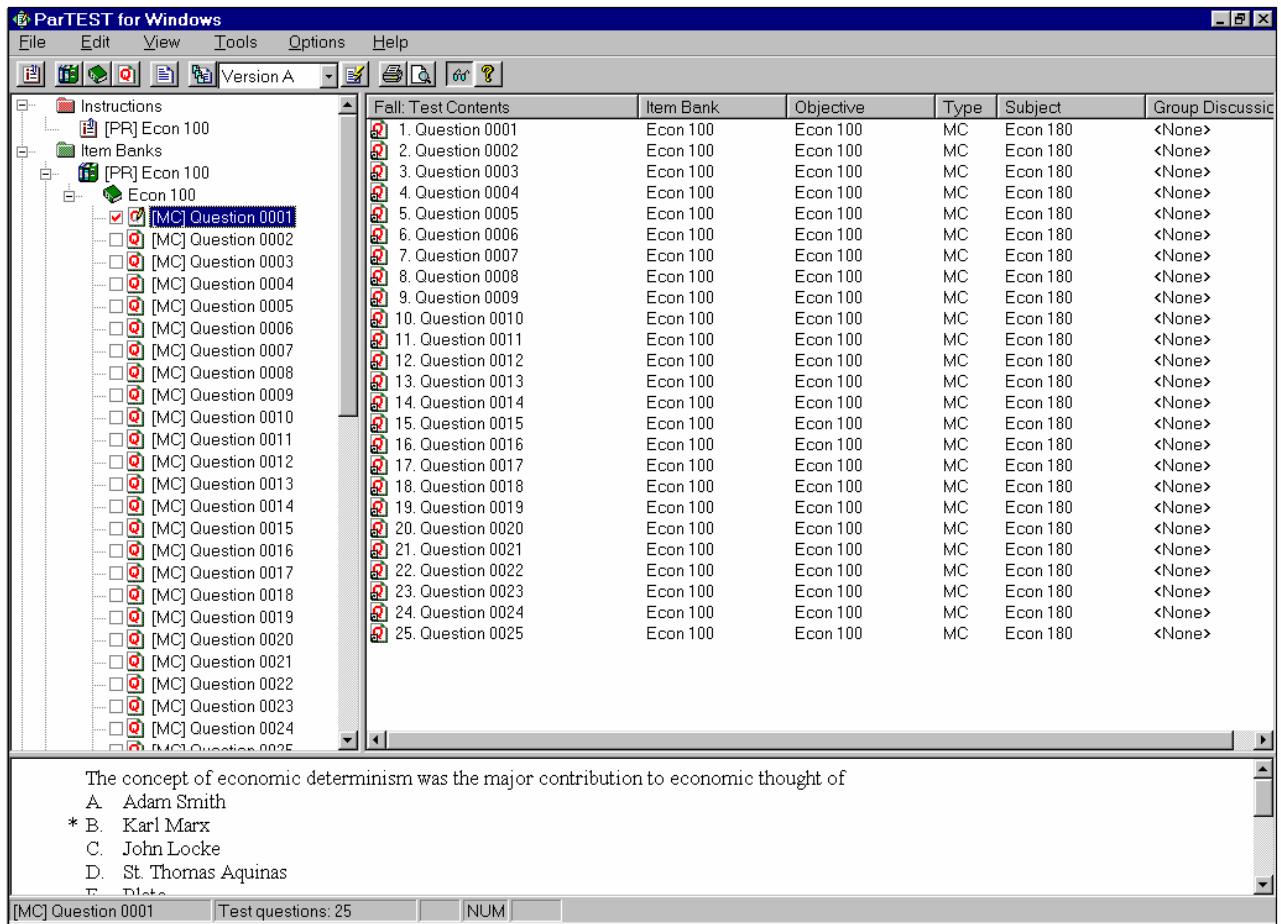 ParTEST for Windows
File Edit View Tools Options Help
Version A
Instructions
[PR] Econ 100
Item Banks
[PR] Econ 100
Econ 100
[MC] Question 0001
[MC] Question 0002
[MC] Question 0003
[MC] Question 0004
[MC] Question 0005
[MC] Question 0006
[MC] Question 0007
[MC] Question 0008
[MC] Question 0009
[MC] Question 0010
[MC] Question 0011
[MC] Question 0012
[MC] Question 0013
[MC] Question 0014
[MC] Question 0015
[MC] Question 0016
[MC] Question 0017
[MC] Question 0018
[MC] Question 0019
[MC] Question 0020
[MC] Question 0021
[MC] Question 0022
[MC] Question 0023
[MC] Question 0024
[MC] Question 0025
Fall: Test Contents Item Bank Objective Type Subject Group Discussic
1. Question 0001 Econ 100 Econ 100 MC Econ 180 <None>
2. Question 0002 Econ 100 Econ 100 MC Econ 180 <None>
3. Question 0003 Econ 100 Econ 100 MC Econ 180 <None>
4. Question 0004 Econ 100 Econ 100 MC Econ 180 <None>
5. Question 0005 Econ 100 Econ 100 MC Econ 180 <None>
6. Question 0006 Econ 100 Econ 100 MC Econ 180 <None>
7. Question 0007 Econ 100 Econ 100 MC Econ 180 <None>
8. Question 0008 Econ 100 Econ 100 MC Econ 180 <None>
9. Question 0009 Econ 100 Econ 100 MC Econ 180 <None>
10. Question 0010 Econ 100 Econ 100 MC Econ 180 <None>
11. Question 0011 Econ 100 Econ 100 MC Econ 180 <None>
12. Question 0012 Econ 100 Econ 100 MC Econ 180 <None>
13. Question 0013 Econ 100 Econ 100 MC Econ 180 <None>
14. Question 0014 Econ 100 Econ 100 MC Econ 180 <None>
15. Question 0015 Econ 100 Econ 100 MC Econ 180 <None>
16. Question 0016 Econ 100 Econ 100 MC Econ 180 <None>
17. Question 0017 Econ 100 Econ 100 MC Econ 180 <None>
18. Question 0018 Econ 100 Econ 100 MC Econ 180 <None>
19. Question 0019 Econ 100 Econ 100 MC Econ 180 <None>
20. Question 0020 Econ 100 Econ 100 MC Econ 180 <None>
21. Question 0021 Econ 100 Econ 100 MC Econ 180 <None>
22. Question 0022 Econ 100 Econ 100 MC Econ 180 <None>
23. Question 0023 Econ 100 Econ 100 MC Econ 180 <None>
24. Question 0024 Econ 100 Econ 100 MC Econ 180 <None>
25. Question 0025 Econ 100 Econ 100 MC Econ 180 <None>
The concept of economic determinism was the major contribution to economic thought of
A. Adam Smith
* B. Karl Marx
C. John Locke
D. St. Thomas Aquinas
E. Plato
[MC] Question 0001 Test questions: 25 NUM